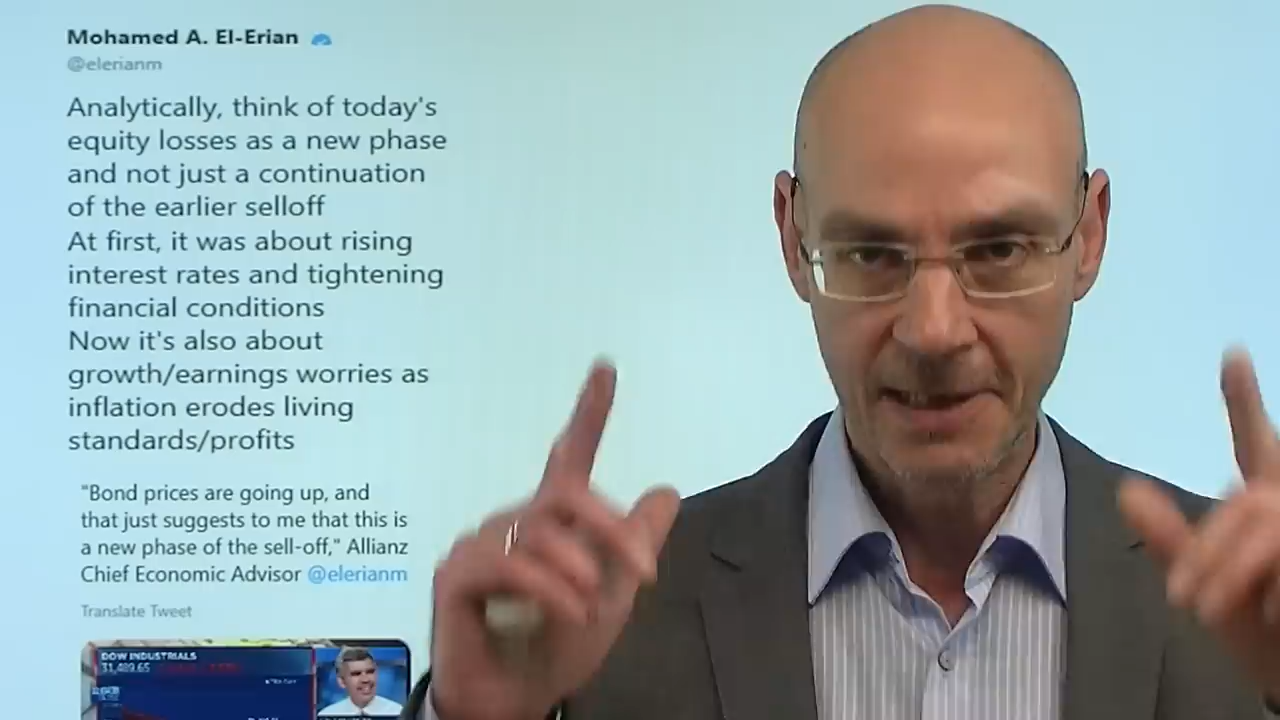 Mohamed A. El-Erian
@elerianm
Analytically, think of today's
equity losses as a new phase
and not just a continuation
of the earlier selloff
At first, it was about rising
interest rates and tightening
financial conditions
Now it's also about
growth/earnings worries as
inflation erodes living
standards/profits
"Bond prices are going up, and
that just suggests to me that this is
a new phase of the sell-off," Allianz
Chief Economic Advisor @elerianm
Translate Tweet
DOW INDUSTRIALS
31,489.65